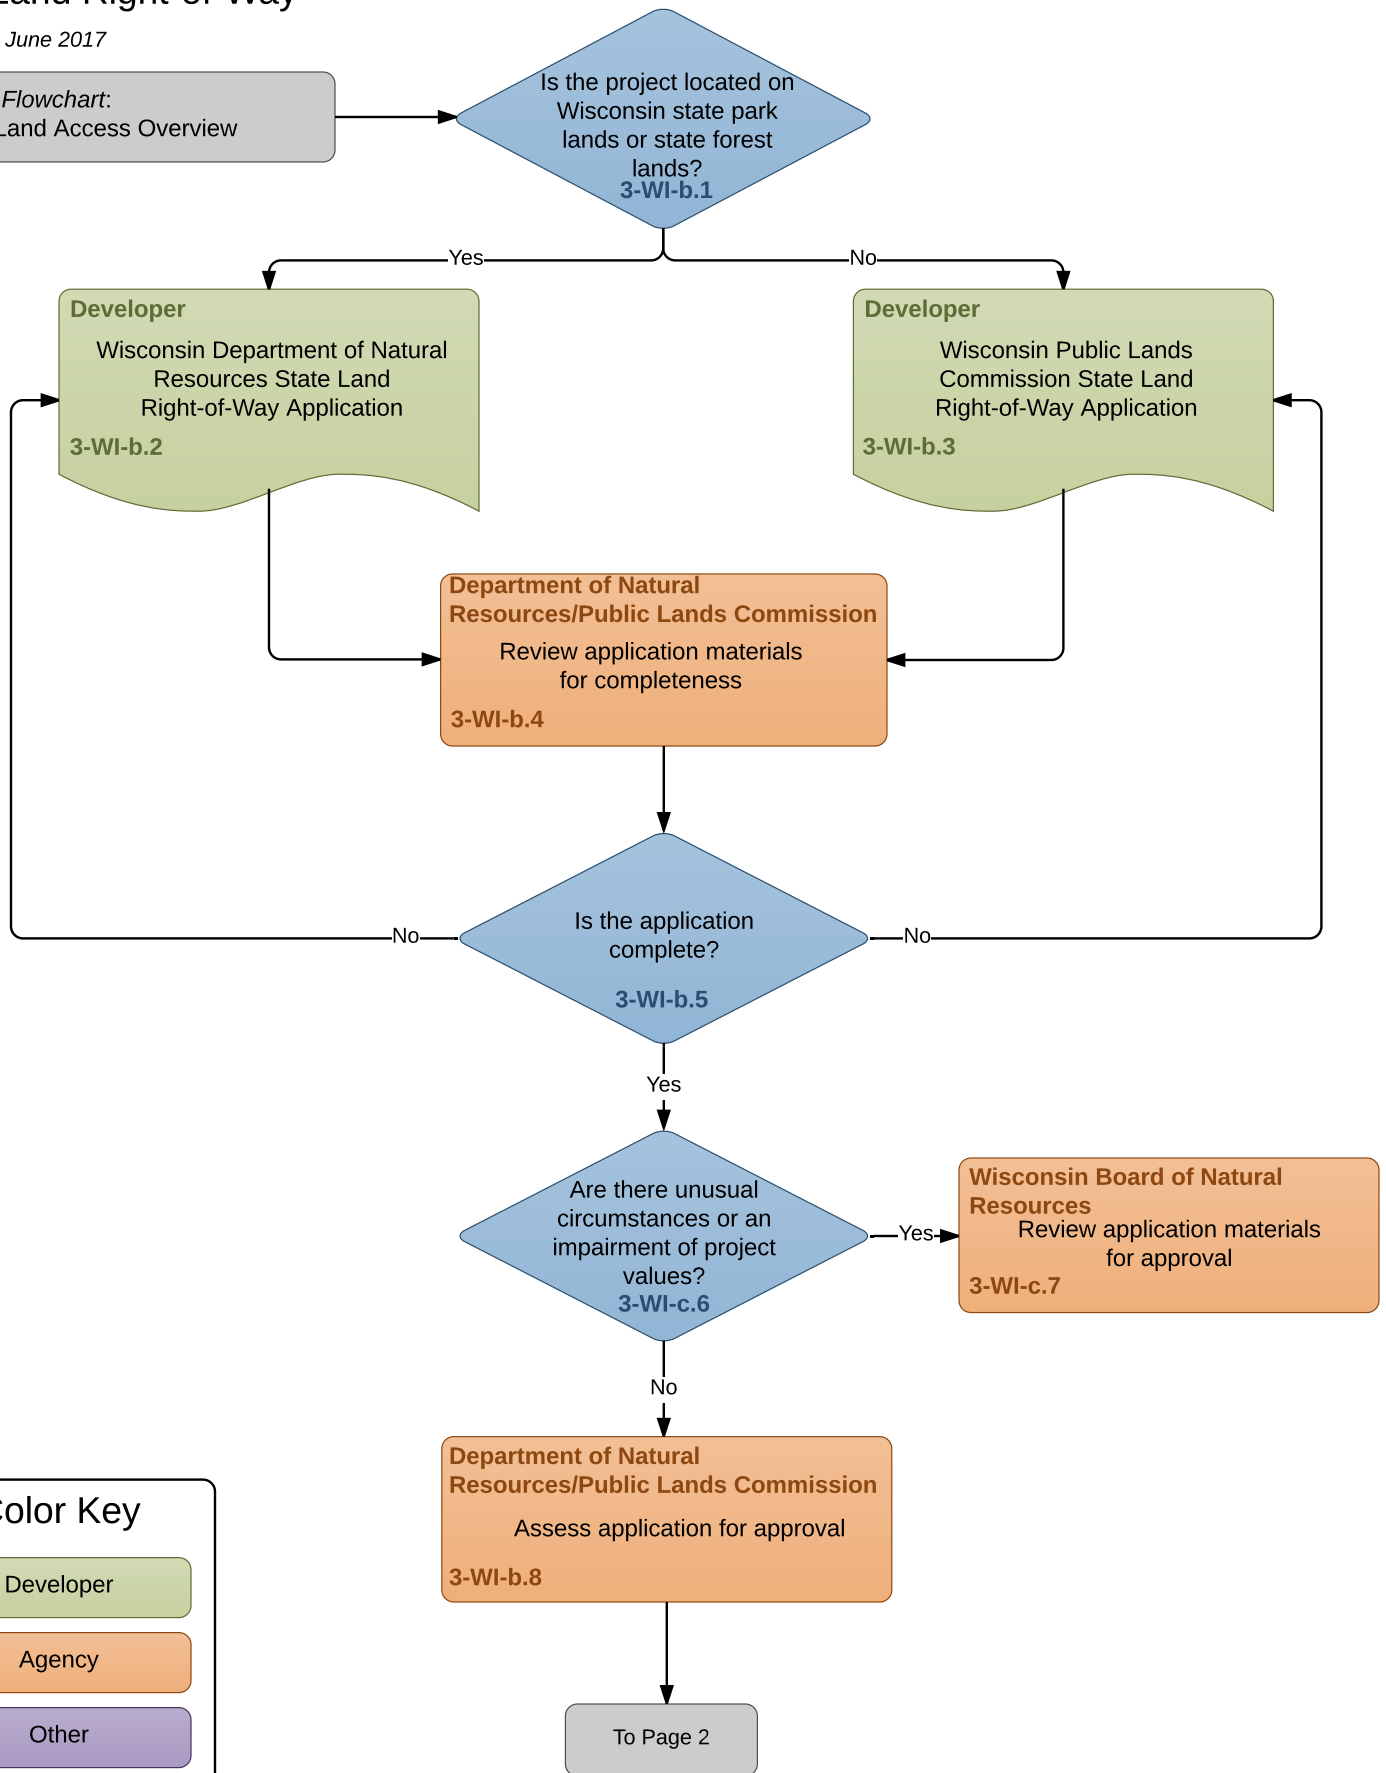 Land Right-of-Way
June 2017
Flowchart:
Land Access Overview
Is the project located on
Wisconsin state park
lands or state forest
lands?
3-WI-b.1
Yes
No
Developer
Wisconsin Department of Natural
Resources State Land
Right-of-Way Application
3-WI-b.2
Developer
Wisconsin Public Lands
Commission State Land
Right-of-Way Application
3-WI-b.3
Department of Natural
Resources/Public Lands Commission
Review application materials
for completeness
3-WI-b.4
No
Is the application
complete?
3-WI-b.5
No
Yes
Are there unusual
circumstances or an
impairment of project
values?
3-WI-c.6
Yes
Wisconsin Board of Natural
Resources
Review application materials
for approval
3-WI-c.7
No
Department of Natural
Resources/Public Lands Commission
Assess application for approval
3-WI-b.8
To Page 2
Color Key
Developer
Agency
Other